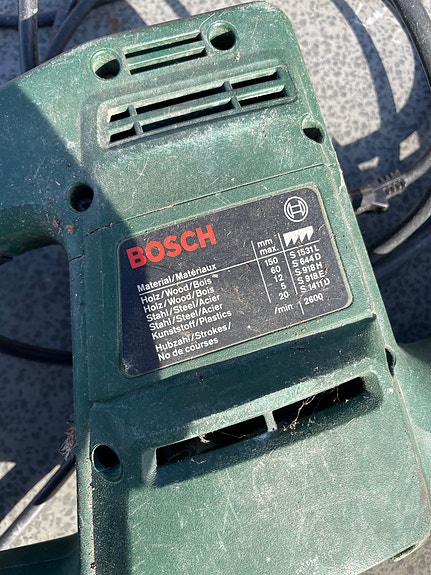 BOSCH
Material/Matériaux mm max.
Holz/Wood/Bois 150 S 1531 L
Holz/Wood/Bois 60 S 644 D
Stahl/Steel/Acier 12 S 918 H
Stahl/Steel/Acier 5 S 918 E
Kunststoff/Plastics 20 S 1411 D
Hubzahl/Strokes/ /min 2600
No de courses